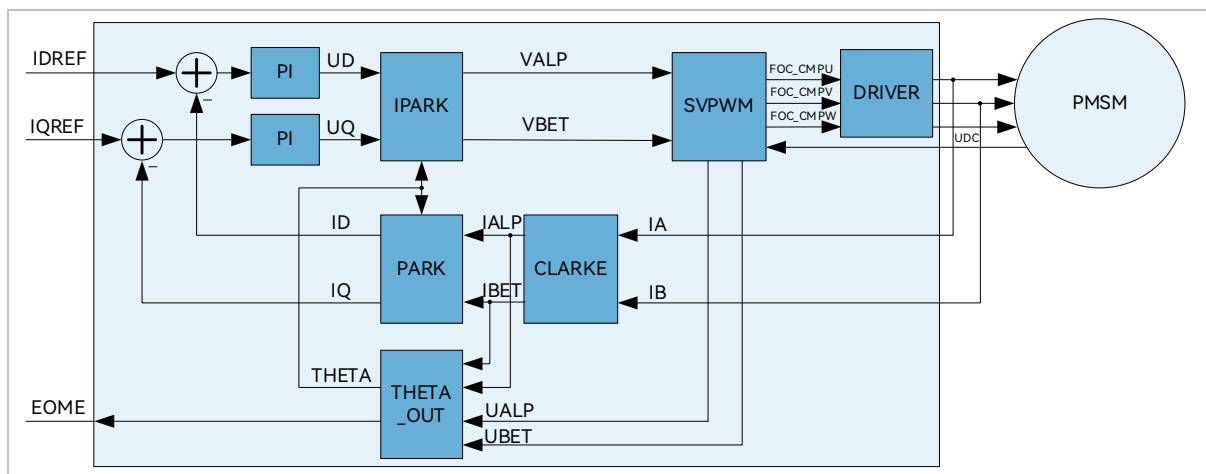 IDREF
IQREF
EOME
+
−
+
−
PI
UD
PI
UQ
IPARK
VALP
VBET
SVPWM
FOC_CMPU
FOC_CMPV
FOC_CMPW
DRIVER
UDC
PMSM
ID
IQ
PARK
IALP
IBET
CLARKE
IA
IB
THETA
THETA
_OUT
UALP
UBET